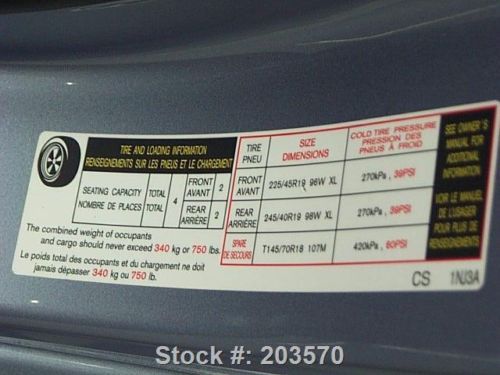 TIRE AND LOADING INFORMATION
RENSEIGNEMENTS SUR LES PNEUS ET LE CHARGEMENT
SEATING CAPACITY TOTAL 4 FRONT 2
NOMBRE DE PLACES TOTAL AVANT
REAR 2
ARRIÈRE
The combined weight of occupants
and cargo should never exceed 340 kg or 750 lbs.
Le poids total des occupants et du chargement ne doit
jamais dépasser 340 kg ou 750 lb.
TIRE SIZE COLD TIRE PRESSURE
PNEU DIMENSIONS PRESSION DES
PNEUS À FROID
FRONT 225/45R19 96W XL 270kPa, 39PSI
AVANT
REAR 245/40R19 98W XL 270kPa, 39PSI
ARRIÈRE
SPARE T145/70R18 107M 420kPa, 60PSI
DE SECOURS
SEE OWNER'S
MANUAL FOR
ADDITIONAL
INFORMATION
VOIR LE MANUEL
DE L'USAGER
POUR PLUS DE
RENSEIGNEMENTS
CS 1NJ3A
Stock #: 203570